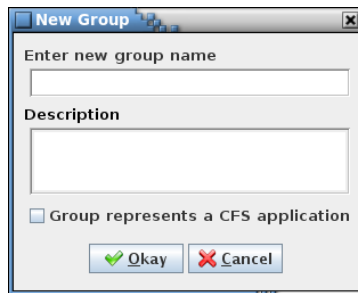 New Group
Enter new group name
Description
Group represents a CFS application
Okay Cancel